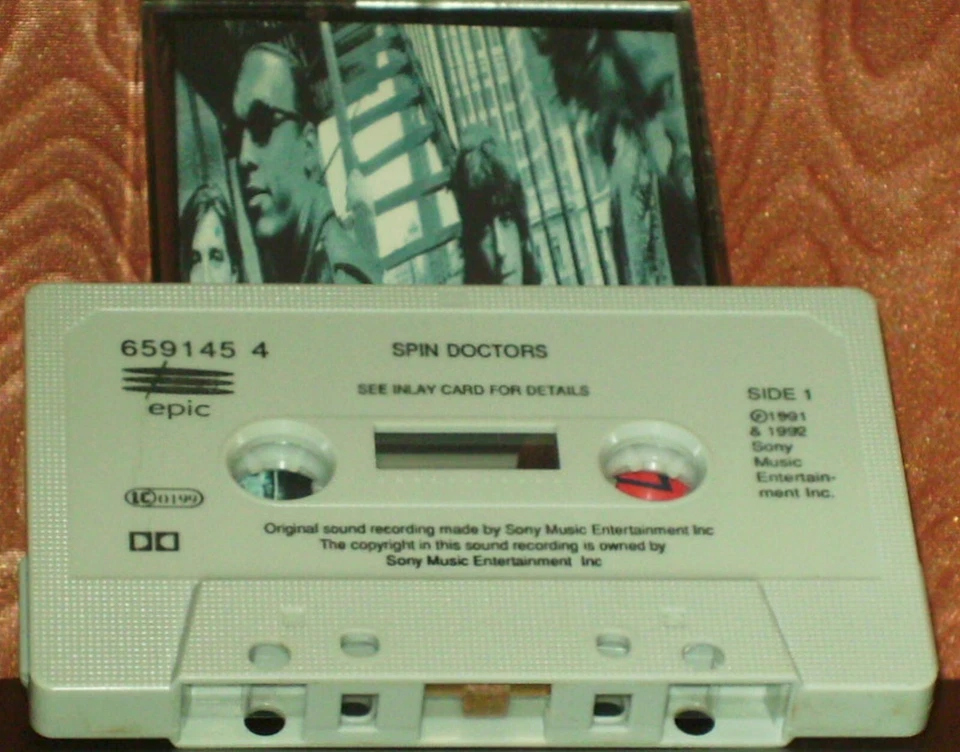 659145 4
SPIN DOCTORS
SEE INLAY CARD FOR DETAILS
epic
SIDE 1
℗1991
& 1992
Sony
Music
Entertain-
ment Inc.
LC 0199
Original sound recording made by Sony Music Entertainment Inc
The copyright in this sound recording is owned by
Sony Music Entertainment Inc